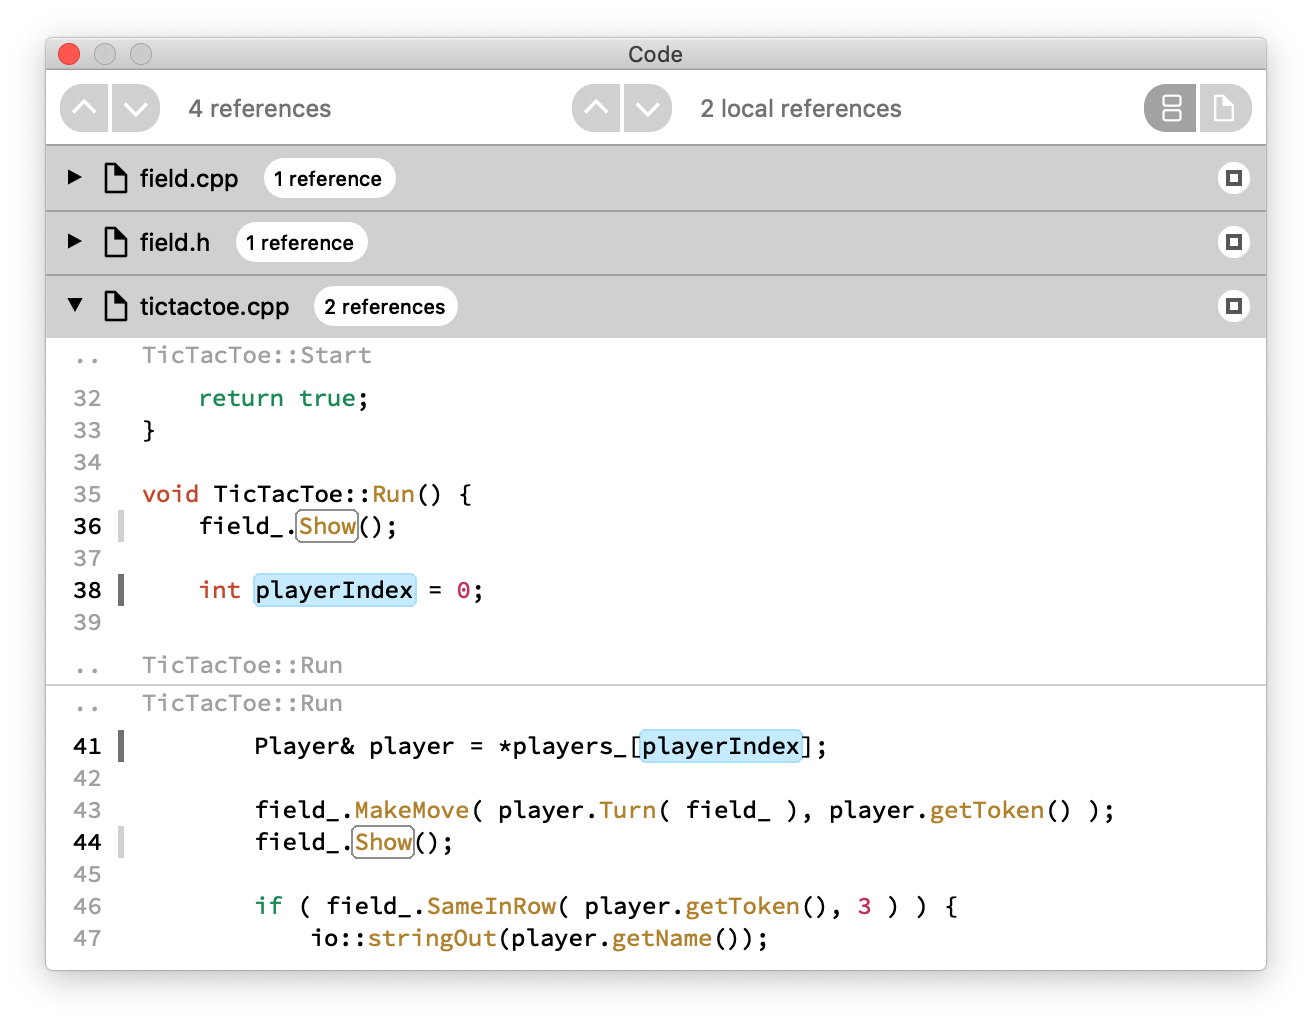 Code
4 references 2 local references
field.cpp 1 reference
field.h 1 reference
tictactoe.cpp 2 references
.. TicTacToe::Start
32 return true;
33 }
34
35 void TicTacToe::Run() {
36 field_.Show();
37
38 int playerIndex = 0;
39
.. TicTacToe::Run
.. TicTacToe::Run
41 Player& player = *players_[playerIndex];
42
43 field_.MakeMove( player.Turn( field_ ), player.getToken() );
44 field_.Show();
45
46 if ( field_.SameInRow( player.getToken(), 3 ) ) {
47 io::stringOut(player.getName());